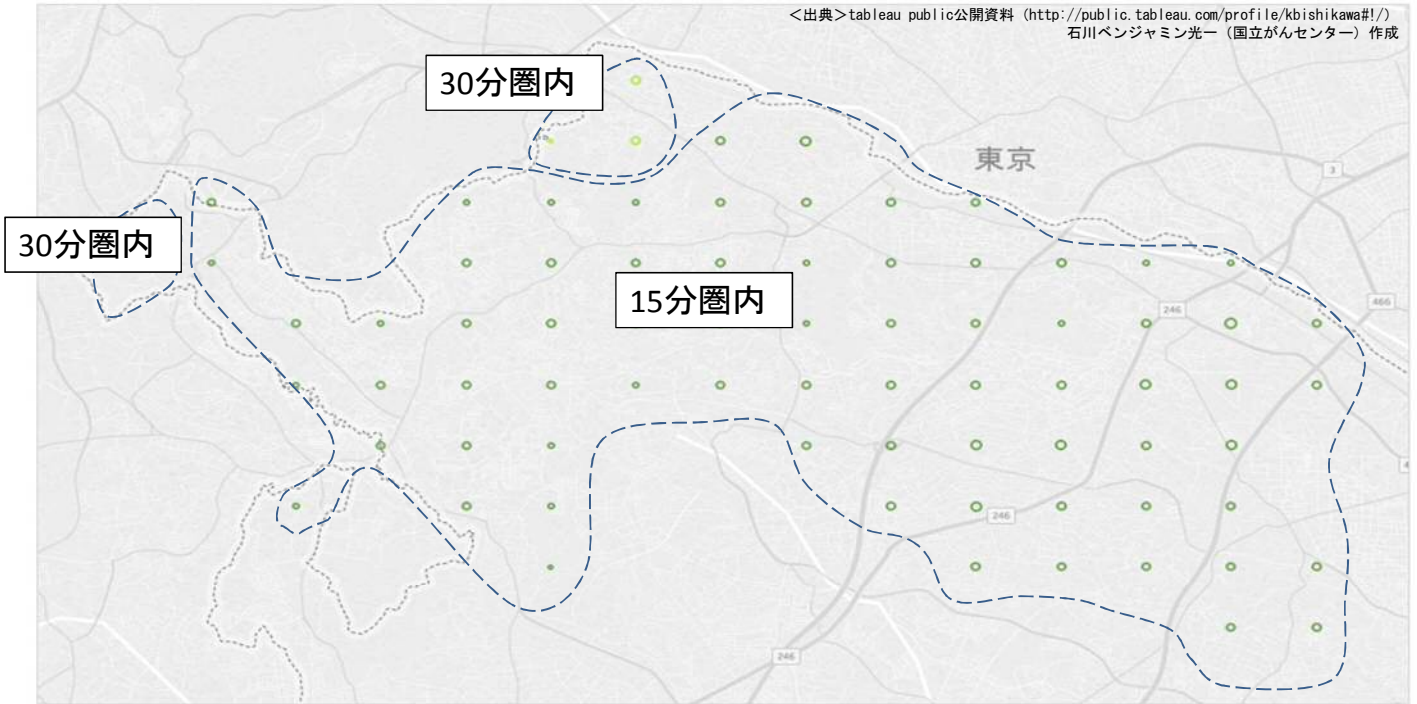 <出典>tableau public公開資料（http://public.tableau.com/profile/kbishikawa#!/）
石川ベンジャミン光一（国立がんセンター）作成
30分圏内
東京
3
30分圏内
15分圏内
246
466
246
246